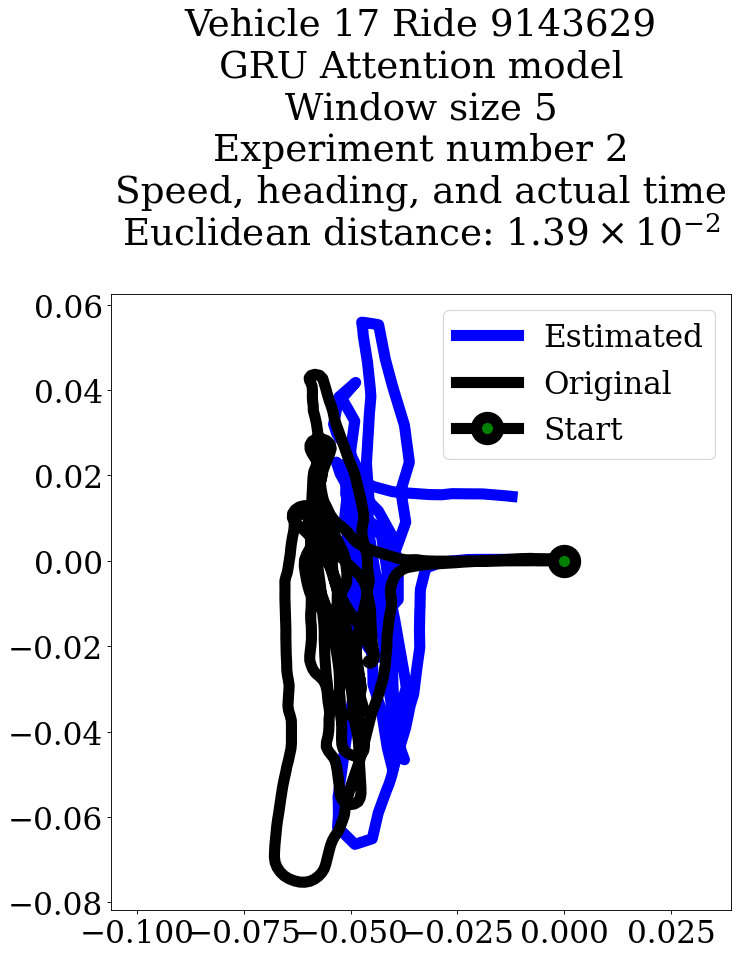 Vehicle 17 Ride 9143629
GRU Attention model
Window size 5
Experiment number 2
Speed, heading, and actual time
Euclidean distance: 1.39 × 10⁻²
Estimated
Original
Start
0.06
0.04
0.02
0.00
−0.02
−0.04
−0.06
−0.08
−0.100 −0.075 −0.050 −0.025 0.000 0.025